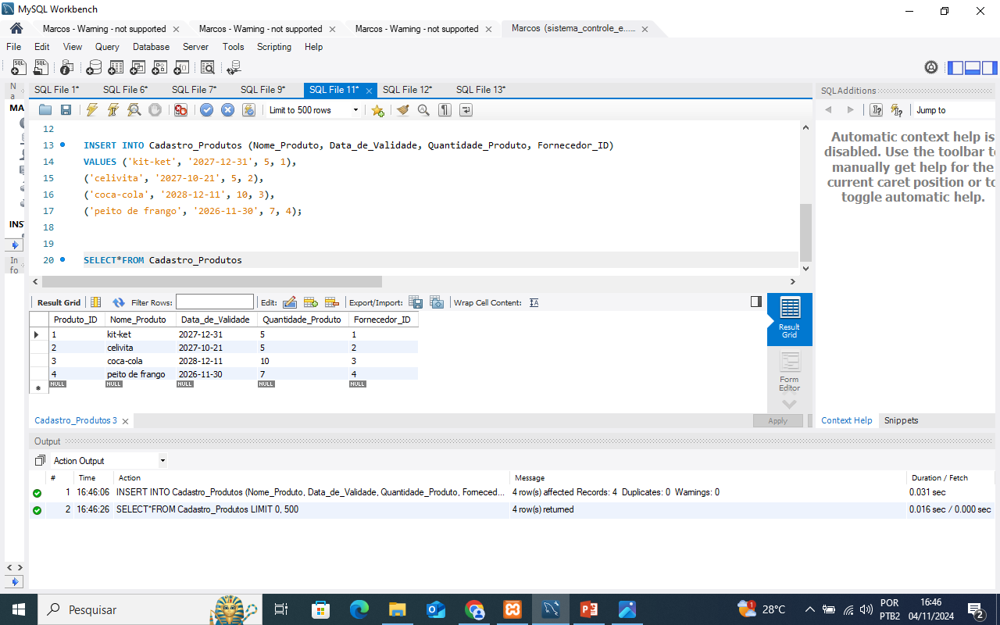 MySQL Workbench
Marcos - Warning - not supported
Marcos - Warning - not supported
Marcos - Warning - not supported
Marcos (sistema_controle_e......
File Edit View Query Database Server Tools Scripting Help
N
a
MA
INS
In
fo
SQL File 1* SQL File 6* SQL File 7* SQL File 9* SQL File 11* SQL File 12* SQL File 13*
Limit to 500 rows
12
13 INSERT INTO Cadastro_Produtos (Nome_Produto, Data_de_Validade, Quantidade_Produto, Fornecedor_ID)
14 VALUES ('kit-ket', '2027-12-31', 5, 1),
15 ('celivita', '2027-10-21', 5, 2),
16 ('coca-cola', '2028-12-11', 10, 3),
17 ('peito de frango', '2026-11-30', 7, 4);
18
19
20 SELECT*FROM Cadastro_Produtos
Result Grid Filter Rows: Edit: Export/Import: Wrap Cell Content:
Produto_ID Nome_Produto Data_de_Validade Quantidade_Produto Fornecedor_ID
1 kit-ket 2027-12-31 5 1
2 celivita 2027-10-21 5 2
3 coca-cola 2028-12-11 10 3
4 peito de frango 2026-11-30 7 4
NULL NULL NULL NULL NULL
Result
Grid
Form
Editor
Cadastro_Produtos 3
Apply
SQLAdditions
Jump to
Automatic context help is
disabled. Use the toolbar to
manually get help for the
current caret position or to
toggle automatic help.
Context Help Snippets
Output
Action Output
# Time Action Message Duration / Fetch
1 16:46:06 INSERT INTO Cadastro_Produtos (Nome_Produto, Data_de_Validade, Quantidade_Produto, Forneced... 4 row(s) affected Records: 4 Duplicates: 0 Warnings: 0 0.031 sec
2 16:46:26 SELECT*FROM Cadastro_Produtos LIMIT 0, 500 4 row(s) returned 0.016 sec / 0.000 sec
Pesquisar
1
28°C
POR
PTB2
16:46
04/11/2024
2